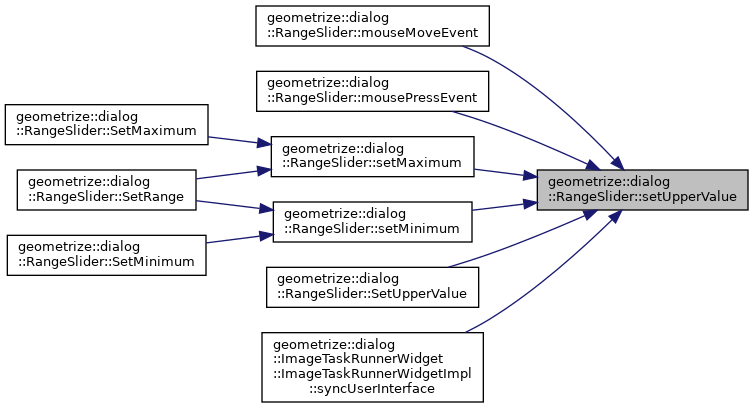 geometrize::dialog
::RangeSlider::mouseMoveEvent
geometrize::dialog
::RangeSlider::mousePressEvent
geometrize::dialog
::RangeSlider::SetMaximum
geometrize::dialog
::RangeSlider::setMaximum
geometrize::dialog
::RangeSlider::SetRange
geometrize::dialog
::RangeSlider::setUpperValue
geometrize::dialog
::RangeSlider::setMinimum
geometrize::dialog
::RangeSlider::SetMinimum
geometrize::dialog
::RangeSlider::SetUpperValue
geometrize::dialog
::ImageTaskRunnerWidget
::ImageTaskRunnerWidgetImpl
::syncUserInterface